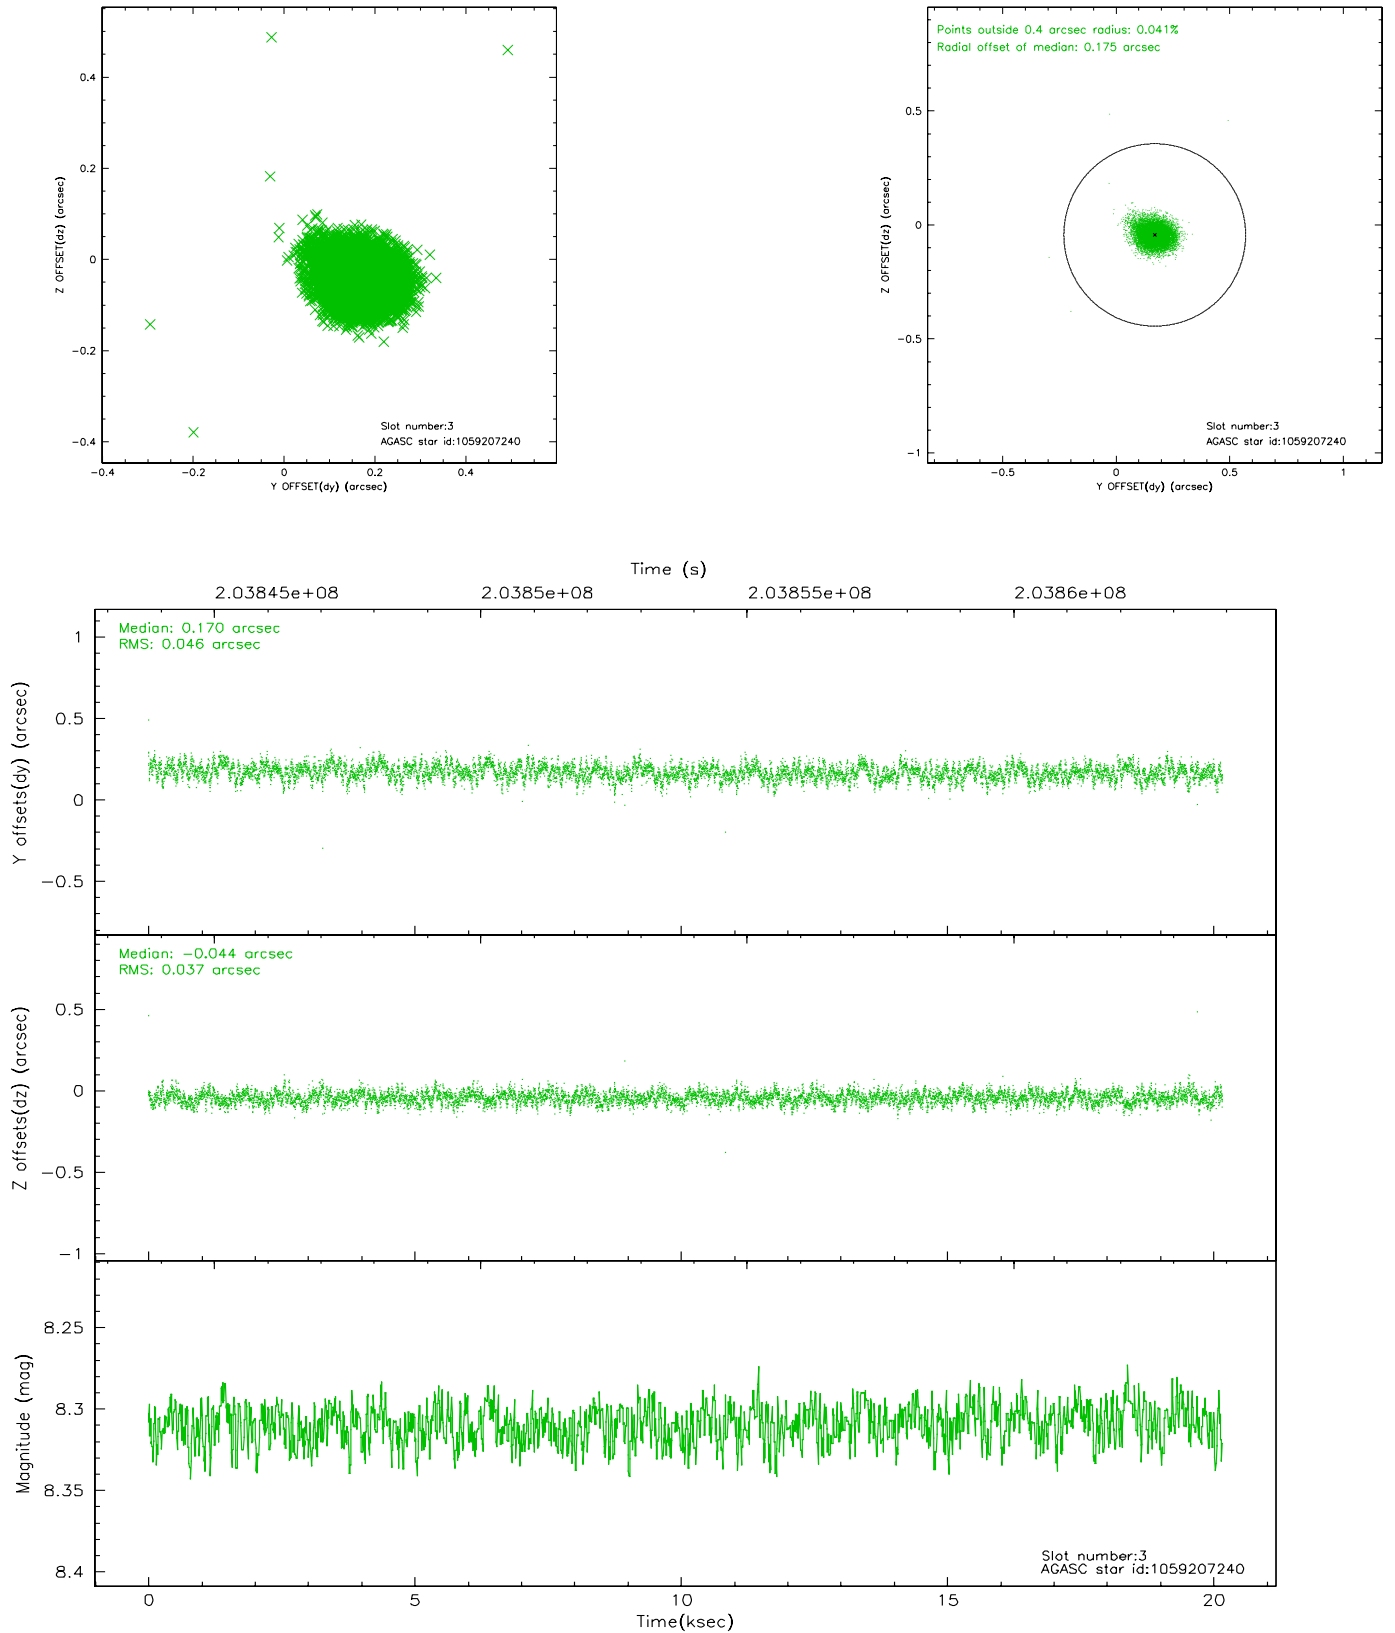 0.4
0.2
0
−0.2
−0.4
Z OFFSET(dz) (arcsec)
Slot number:3
AGASC star id:1059207240
−0.4
−0.2
0
0.2
0.4
Y OFFSET(dy) (arcsec)
Points outside 0.4 arcsec radius: 0.041%
Radial offset of median: 0.175 arcsec
0.5
0
−0.5
−1
Z OFFSET(dz) (arcsec)
Slot number:3
AGASC star id:1059207240
−0.5
0
0.5
1
Y OFFSET(dy) (arcsec)
Time (s)
2.03845e+08
2.0385e+08
2.03855e+08
2.0386e+08
Median: 0.170 arcsec
RMS: 0.046 arcsec
1
0.5
0
−0.5
Y offsets(dy) (arcsec)
Median: −0.044 arcsec
RMS: 0.037 arcsec
0.5
0
−0.5
−1
Z offsets(dz) (arcsec)
8.25
8.3
8.35
8.4
Magnitude (mag)
Slot number:3
AGASC star id:1059207240
0
5
10
15
20
Time(ksec)